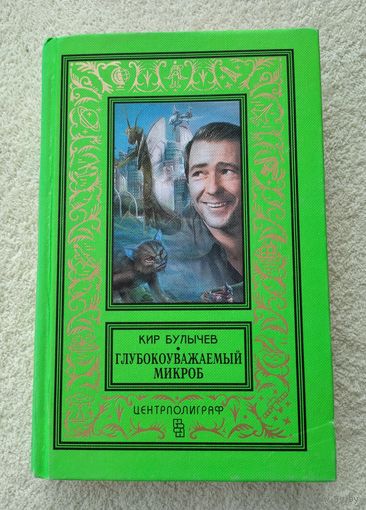 КИР БУЛЫЧЕВ
ГЛУБОКОУВАЖАЕМЫЙ
МИКРОБ
ЦЕНТРПОЛИГРАФ